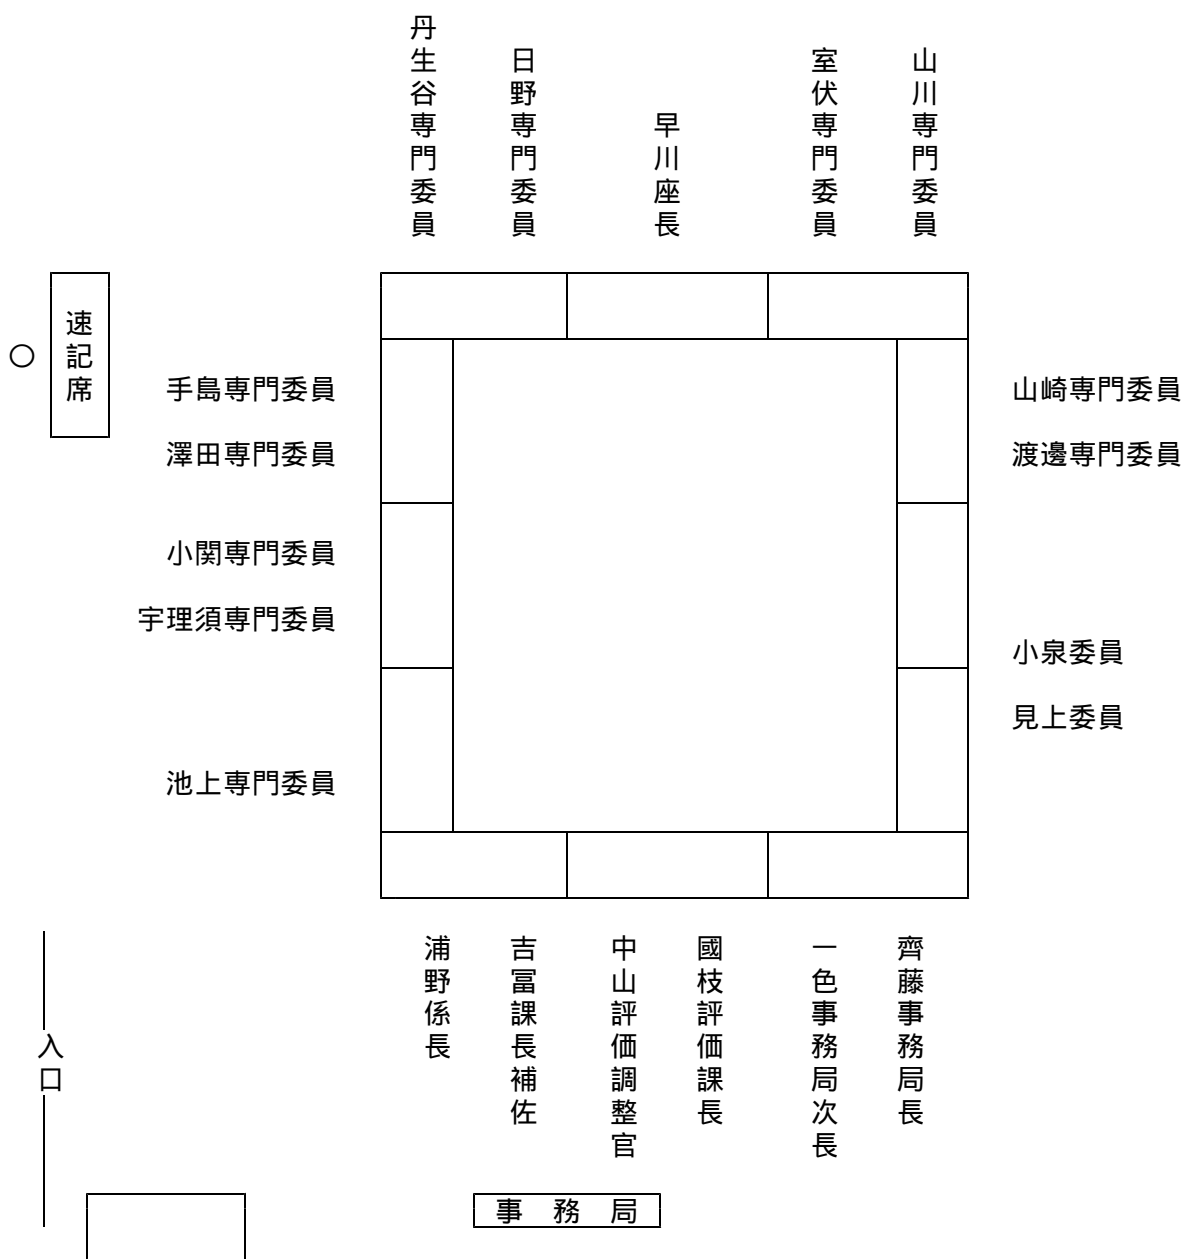 丹生谷専門委員
日野専門委員
早川座長
室伏専門委員
山川専門委員
速記席
○
手島専門委員
澤田専門委員
小関専門委員
宇理須専門委員
池上専門委員
山崎専門委員
渡邊専門委員
小泉委員
見上委員
浦野係長
吉冨課長補佐
中山評価調整官
國枝評価課長
一色事務局次長
齊藤事務局長
入口
事務局